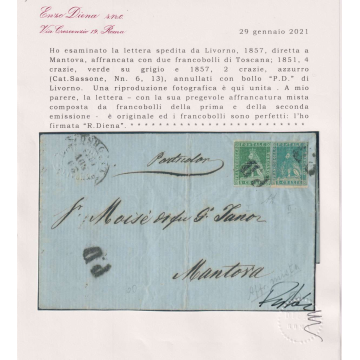 Enzo Diena s.n.c.
Via Crescenzio 19, Roma
29 gennaio 2021
Ho esaminato la lettera spedita da Livorno, 1857, diretta a
Mantova, affrancata con due francobolli di Toscana; 1851, 4
crazie, verde su grigio e 1857, 2 crazie, azzurro
(Cat.Sassone, Nn. 6, 13), annullati con bollo "P.D." di
Livorno. Una riproduzione fotografica è qui unita . A mio
parere, la lettera - con la sua pregevole affrancatura mista
composta da francobolli della prima e della seconda
emissione - è originale ed i francobolli sono perfetti: l'ho
firmata "R.Diena". * * * * * * * * * * * * * * * * * * * * *
P.D
Mantova